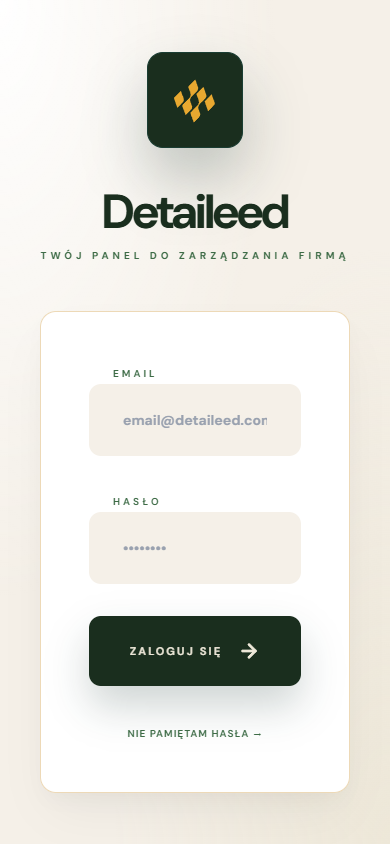 Detaileed
TWÓJ PANEL DO ZARZĄDZANIA FIRMĄ
EMAIL
email@detaileed.com
HASŁO
••••••••
ZALOGUJ SIĘ →
NIE PAMIĘTAM HASŁA →